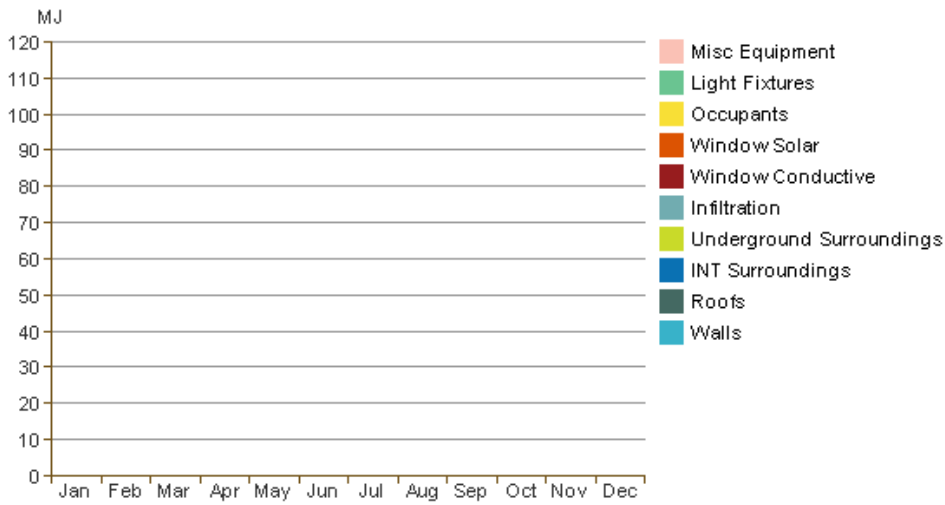 MJ
120
110
100
90
80
70
60
50
40
30
20
10
0
Jan Feb Mar Apr May Jun Jul Aug Sep Oct Nov Dec
Misc Equipment
Light Fixtures
Occupants
Window Solar
Window Conductive
Infiltration
Underground Surroundings
INT Surroundings
Roofs
Walls